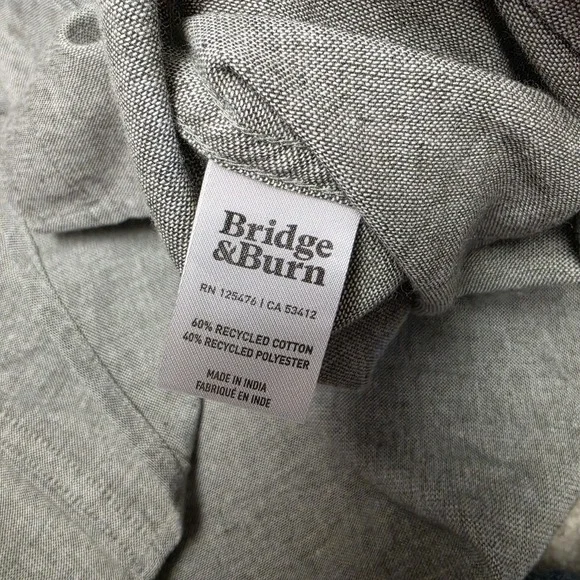 Bridge
&Burn
RN 125476 | CA 53412
60% RECYCLED COTTON
40% RECYCLED POLYESTER
MADE IN INDIA
FABRIQUÉ EN INDE